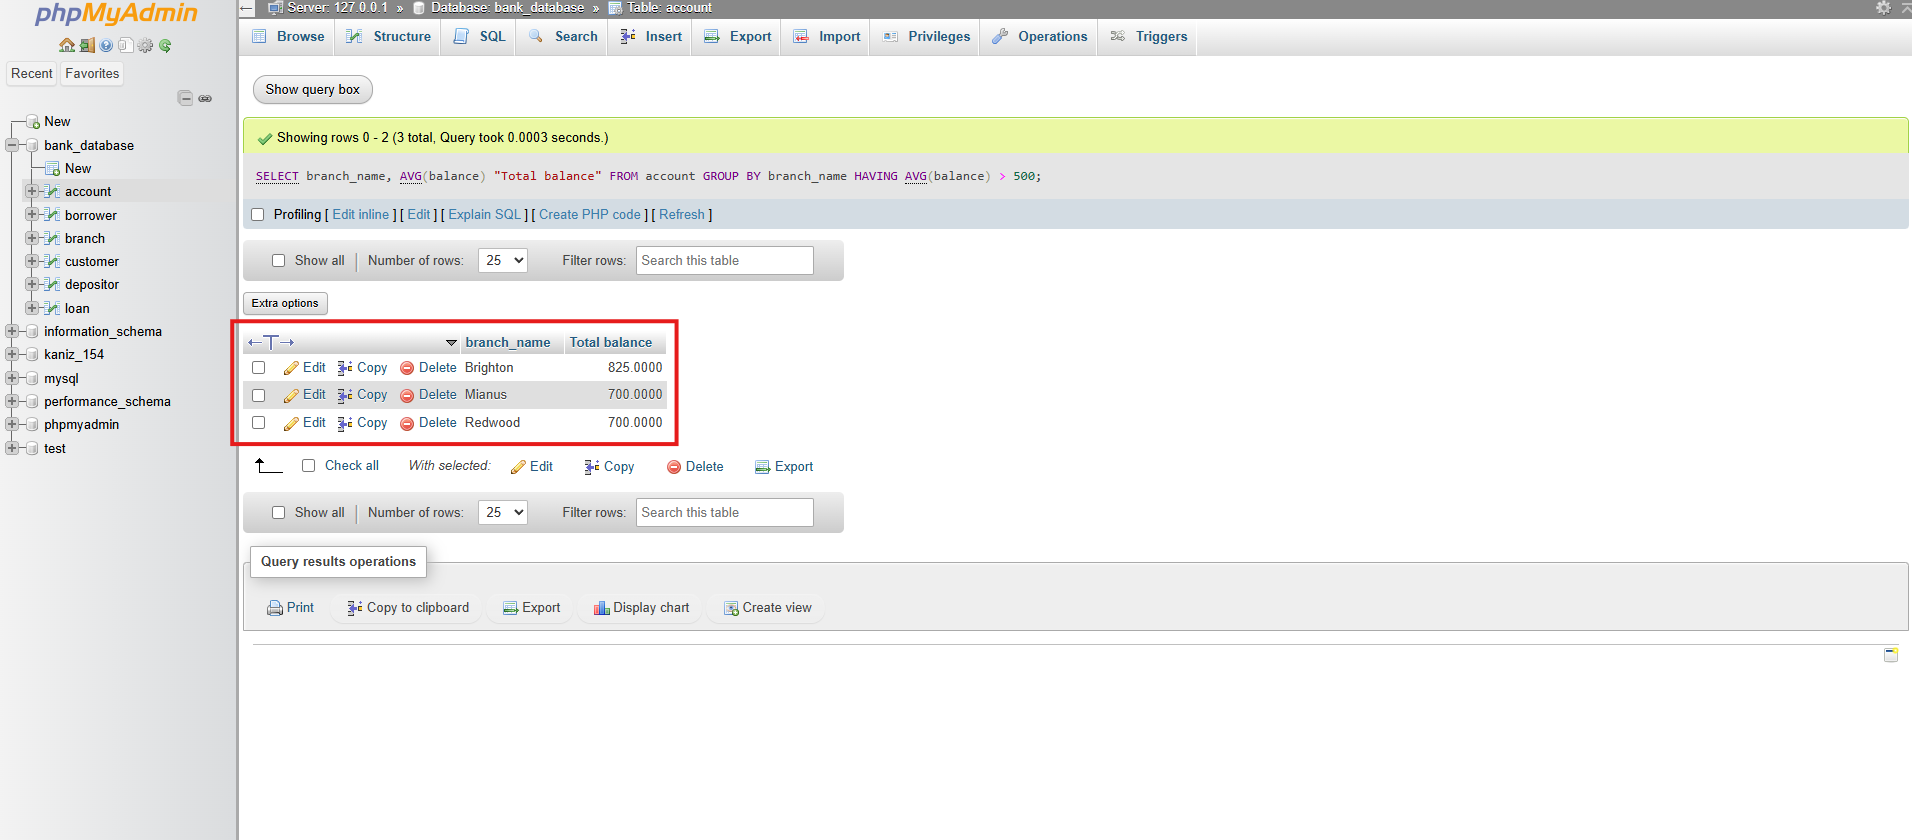 phpMyAdmin
Recent Favorites
New
bank_database
New
account
borrower
branch
customer
depositor
loan
information_schema
kaniz_154
mysql
performance_schema
phpmyadmin
test
Server: 127.0.0.1 » Database: bank_database » Table: account
Browse Structure SQL Search Insert Export Import Privileges Operations Triggers
Show query box
Showing rows 0 - 2 (3 total, Query took 0.0003 seconds.)
SELECT branch_name, AVG(balance) "Total balance" FROM account GROUP BY branch_name HAVING AVG(balance) > 500;
Profiling [ Edit inline ] [ Edit ] [ Explain SQL ] [ Create PHP code ] [ Refresh ]
Show all Number of rows: 25 Filter rows: Search this table
Extra options
←T→ branch_name Total balance
Edit Copy Delete Brighton 825.0000
Edit Copy Delete Mianus 700.0000
Edit Copy Delete Redwood 700.0000
Check all With selected: Edit Copy Delete Export
Show all Number of rows: 25 Filter rows: Search this table
Query results operations
Print Copy to clipboard Export Display chart Create view